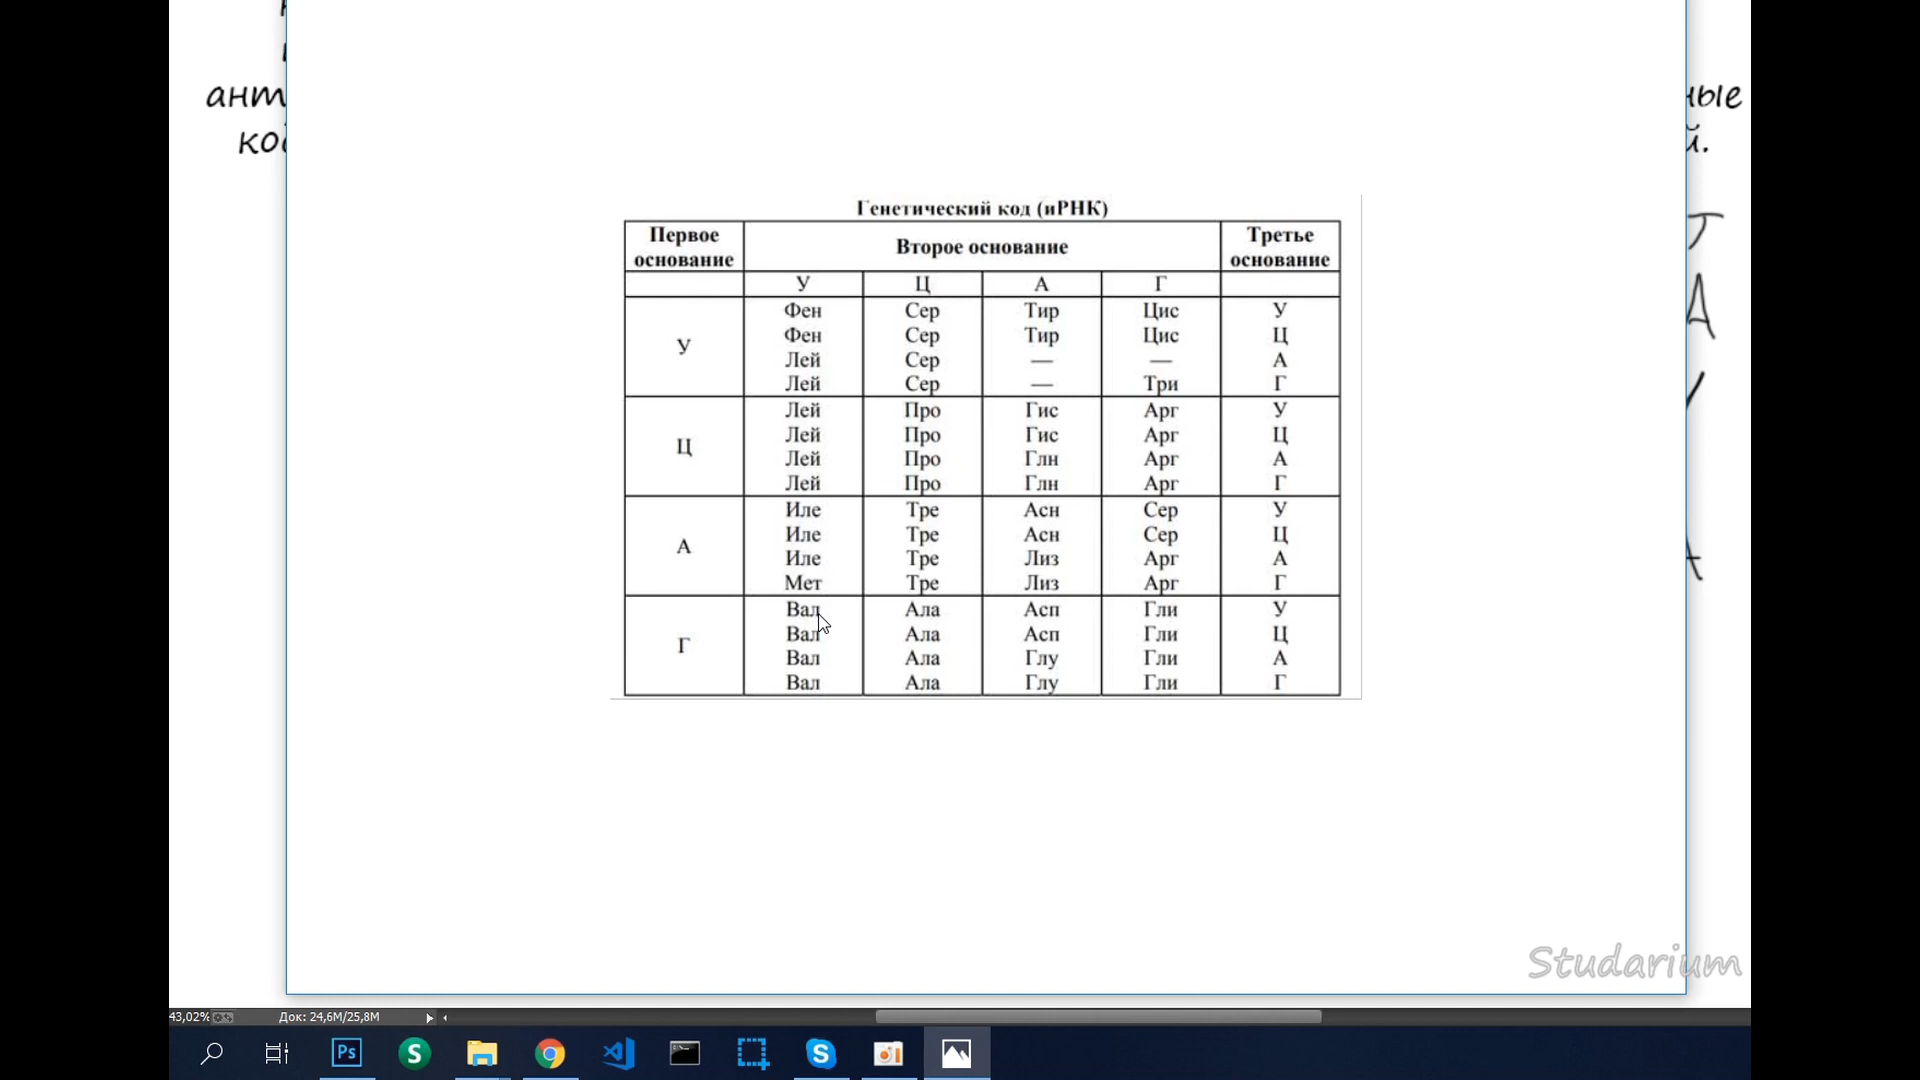 ант
ные
ко
й.
Генетический код (иРНК)
Первое основание Второе основание Третье основание
У Ц А Г
У
Фен Сер Тир Цис У
Фен Сер Тир Цис Ц
Лей Сер — — А
Лей Сер — Три Г
Ц
Лей Про Гис Арг У
Лей Про Гис Арг Ц
Лей Про Глн Арг А
Лей Про Глн Арг Г
А
Иле Тре Асн Сер У
Иле Тре Асн Сер Ц
Иле Тре Лиз Арг А
Мет Тре Лиз Арг Г
Г
Вал Ала Асп Гли У
Вал Ала Асп Гли Ц
Вал Ала Глу Гли А
Вал Ала Глу Гли Г
Т
А
Studarium
43,02%
Док: 24,6M/25,8M
Ps
S
S